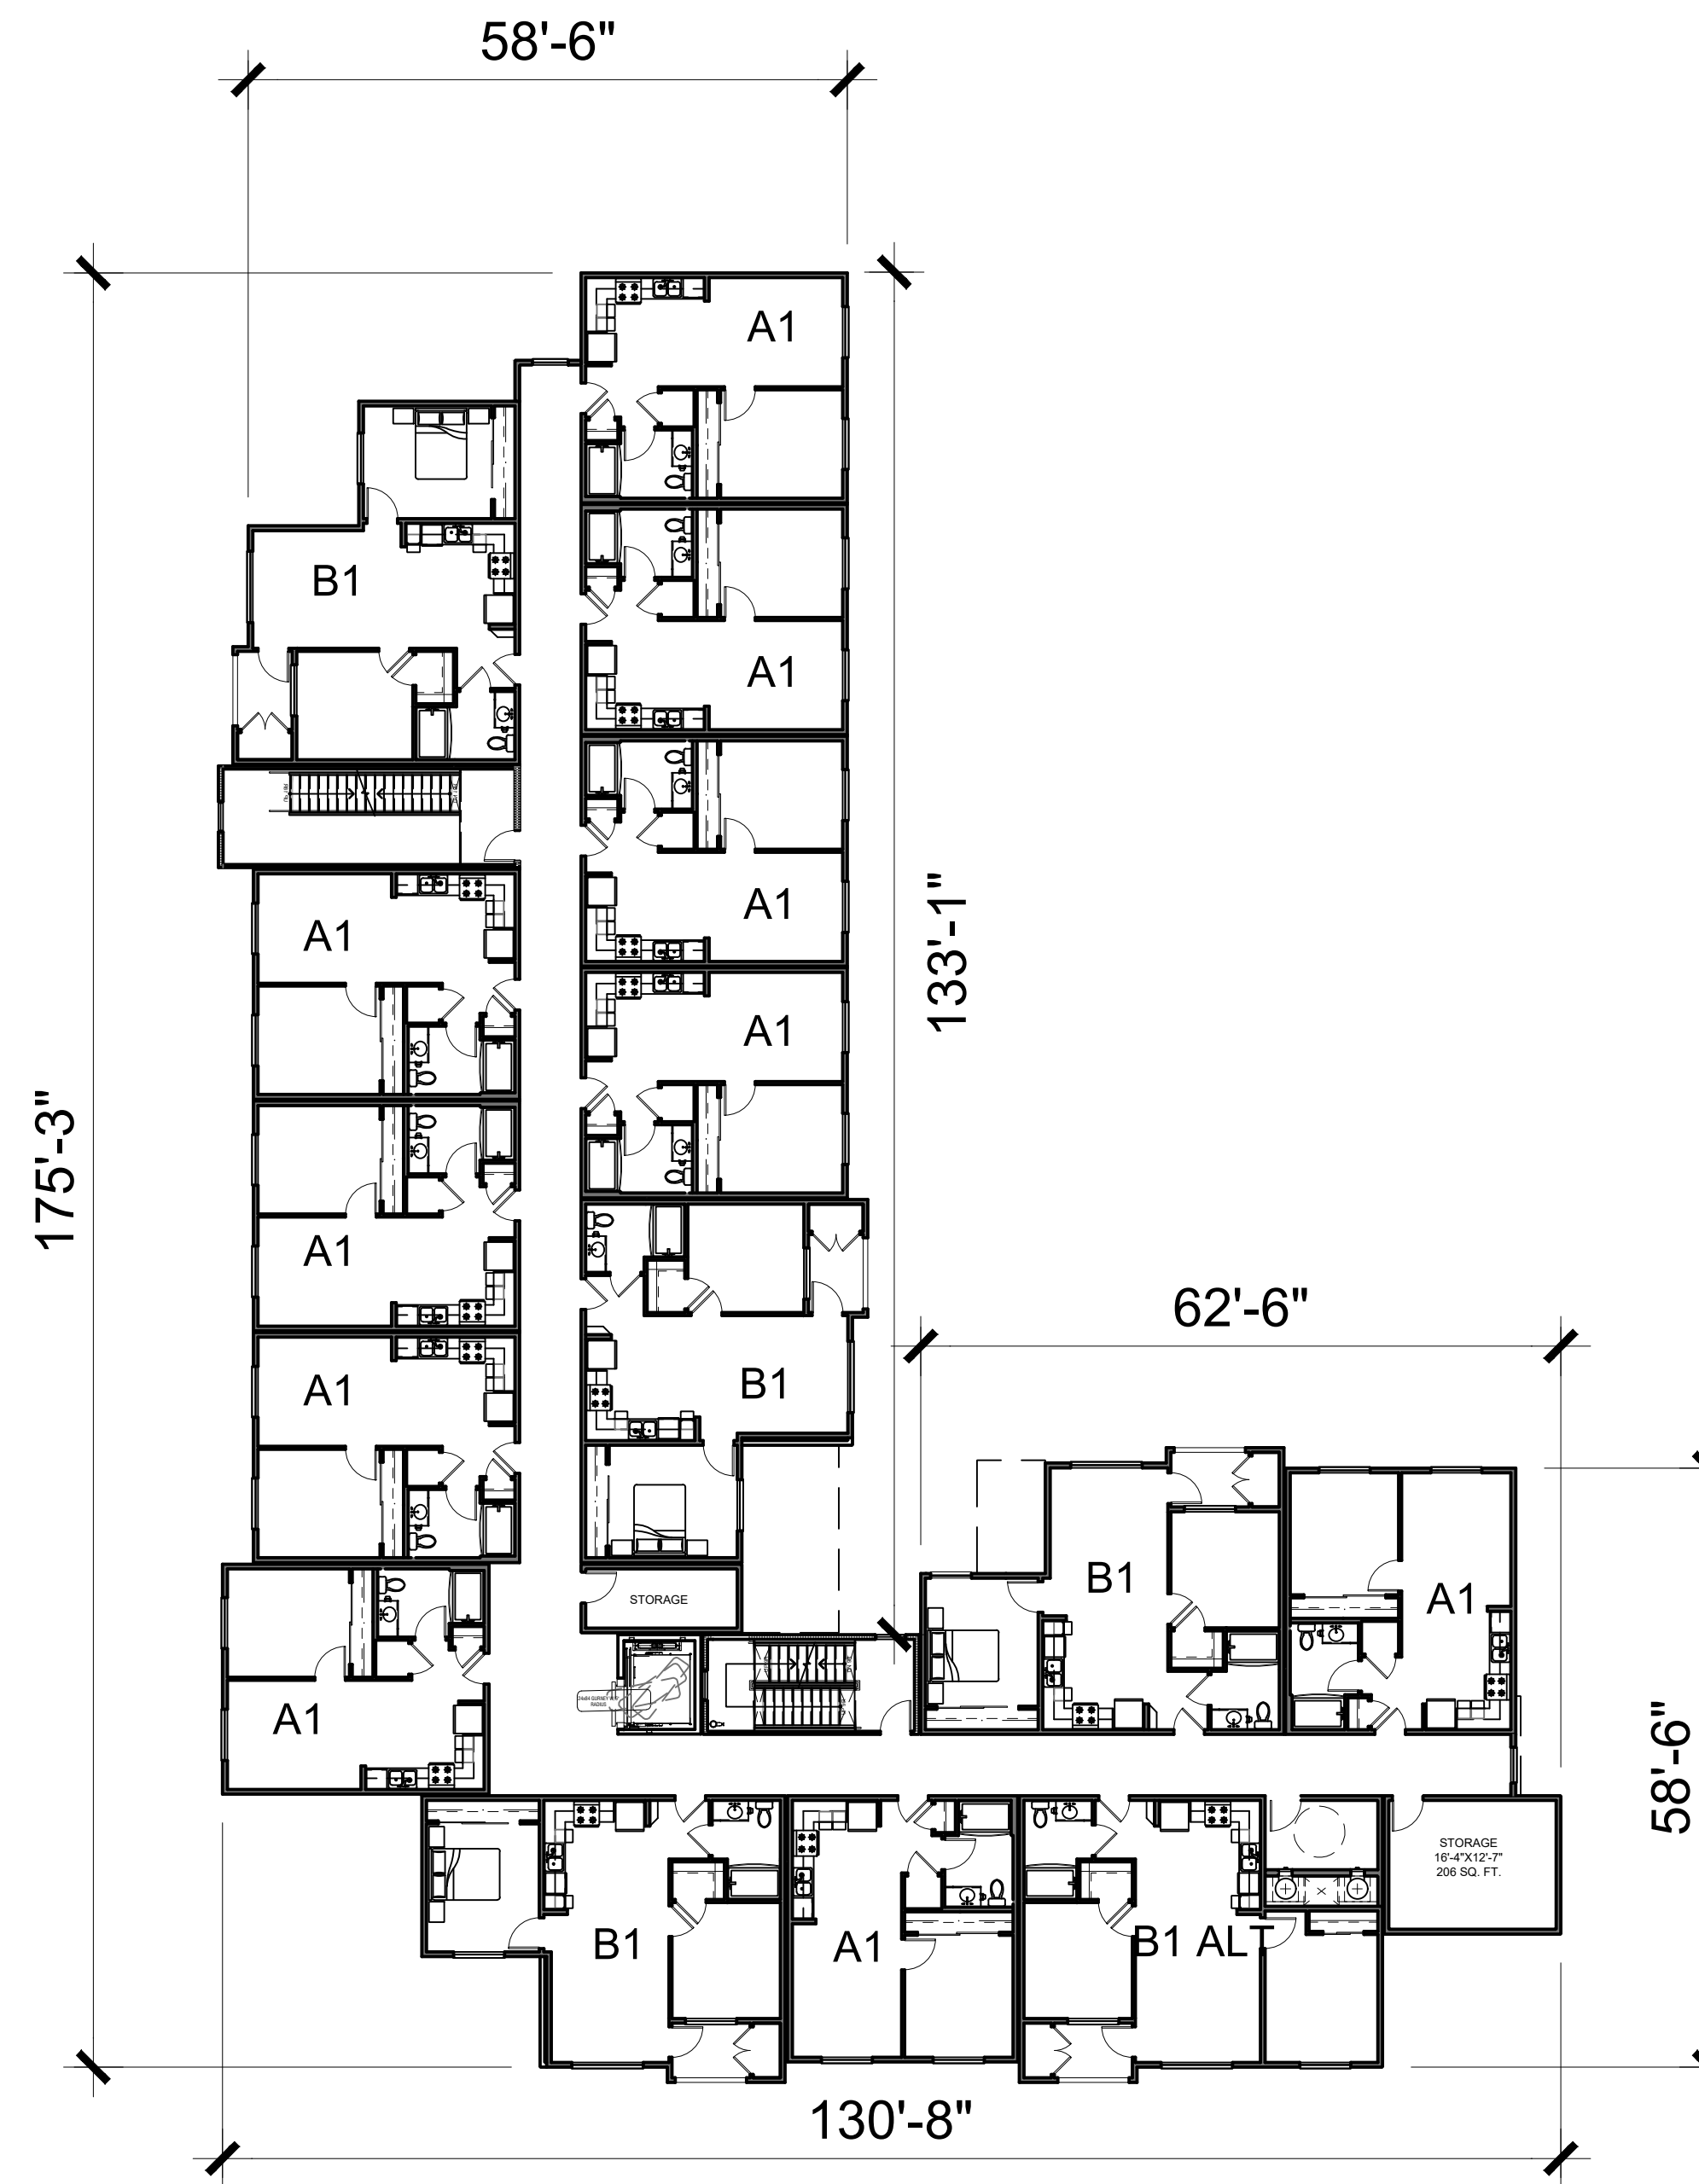 58'-6"
A1
B1
A1
A1
133'-1"
A1
A1
175'-3"
A1
62'-6"
B1
A1
B1
A1
STORAGE
A1
58'-6"
STORAGE
16'-4"X12'-7"
206 SQ. FT.
B1
A1
B1 ALT
130'-8"